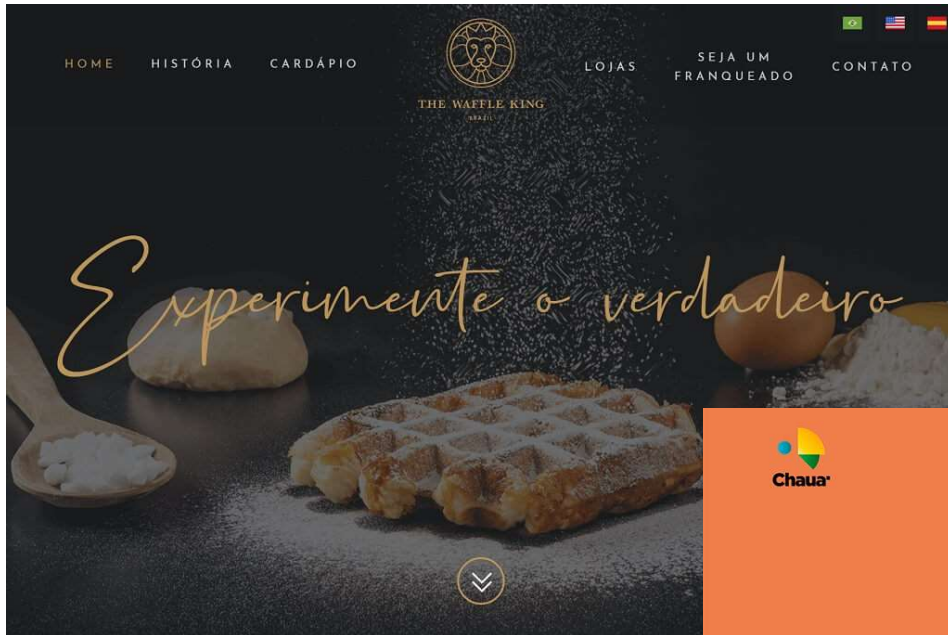 HOME
HISTÓRIA
CARDÁPIO
THE WAFFLE KING
BRAZIL
LOJAS
SEJA UM
FRANQUEADO
CONTATO
Experimente o verdadeiro
Chaua